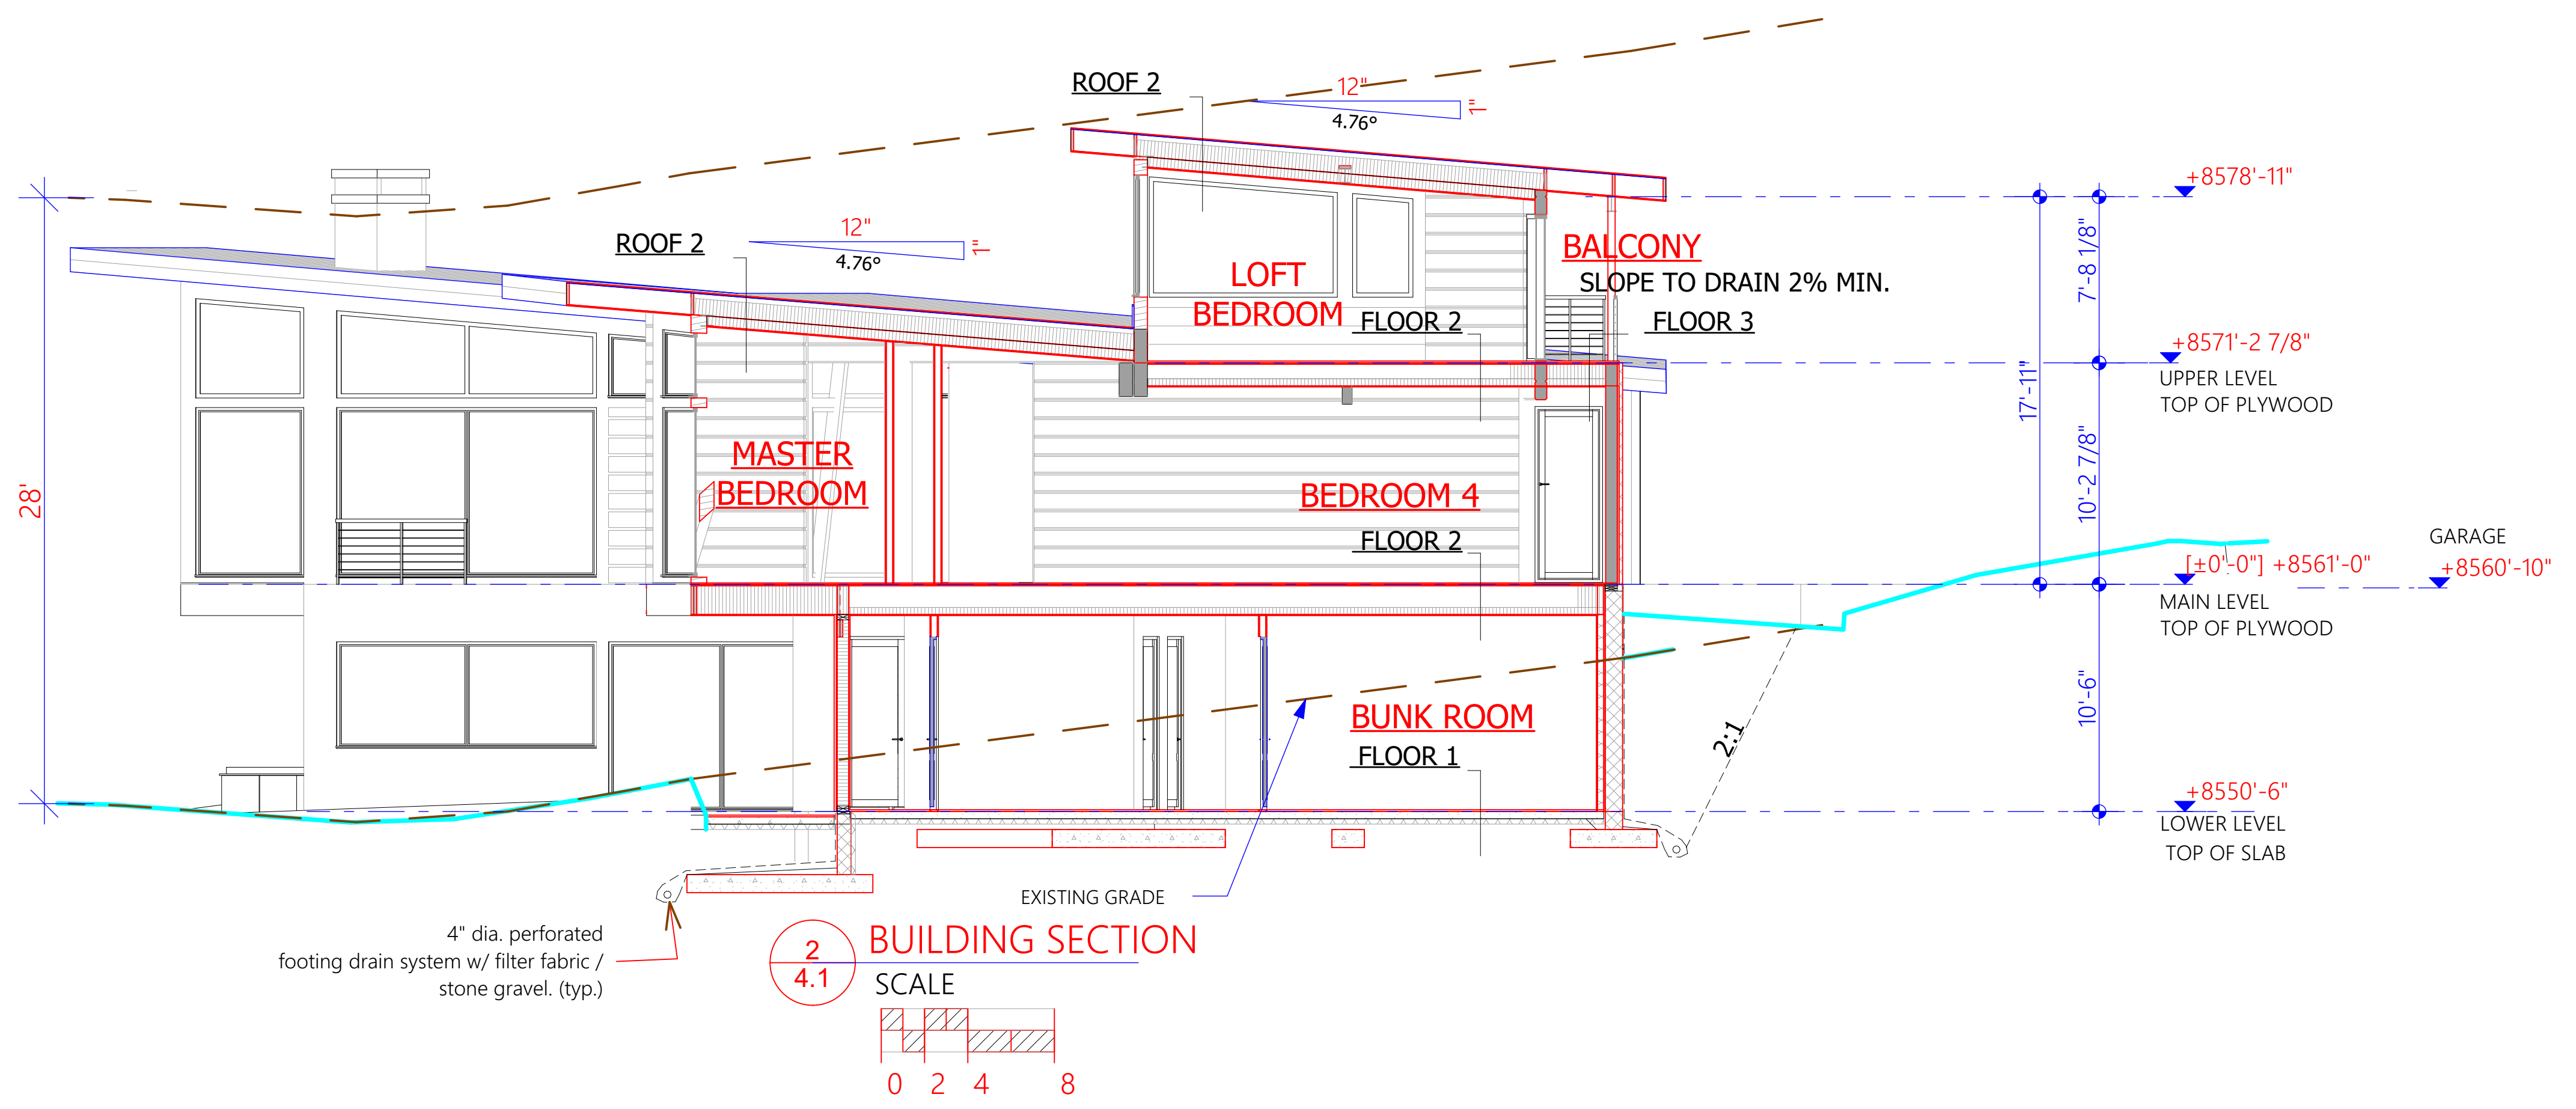 ROOF 2
12"
1"
4.76°
+8578'-11"
ROOF 2
12"
1"
4.76°
BALCONY
SLOPE TO DRAIN 2% MIN.
7'-8 1/8"
LOFT
BEDROOM
FLOOR 2
FLOOR 3
+8571'-2 7/8"
UPPER LEVEL
TOP OF PLYWOOD
17'-11"
28'
MASTER
BEDROOM
BEDROOM 4
10'-2 7/8"
FLOOR 2
GARAGE
[±0'-0"] +8561'-0"
+8560'-10"
MAIN LEVEL
TOP OF PLYWOOD
BUNK ROOM
FLOOR 1
2:1
10'-6"
+8550'-6"
LOWER LEVEL
TOP OF SLAB
EXISTING GRADE
4" dia. perforated
footing drain system w/ filter fabric /
stone gravel. (typ.)
2
4.1
BUILDING SECTION
SCALE
0 2 4 8